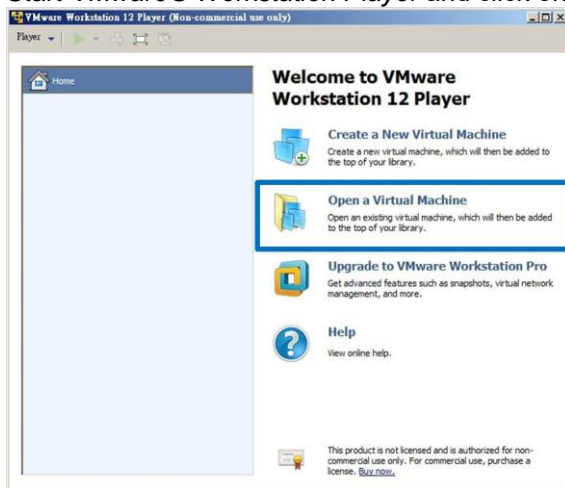 Start VMware® Workstation Player and click on
VMware Workstation 12 Player (Non-commercial use only)
Player
Home
Welcome to VMware
Workstation 12 Player
Create a New Virtual Machine
Create a new virtual machine, which will then be added to
the top of your library.
Open a Virtual Machine
Open an existing virtual machine, which will then be added
to the top of your library.
Upgrade to VMware Workstation Pro
Get advanced features such as snapshots, virtual network
management, and more.
Help
View online help.
This product is not licensed and is authorized for non-
commercial use only. For commercial use, purchase a
license. Buy now.